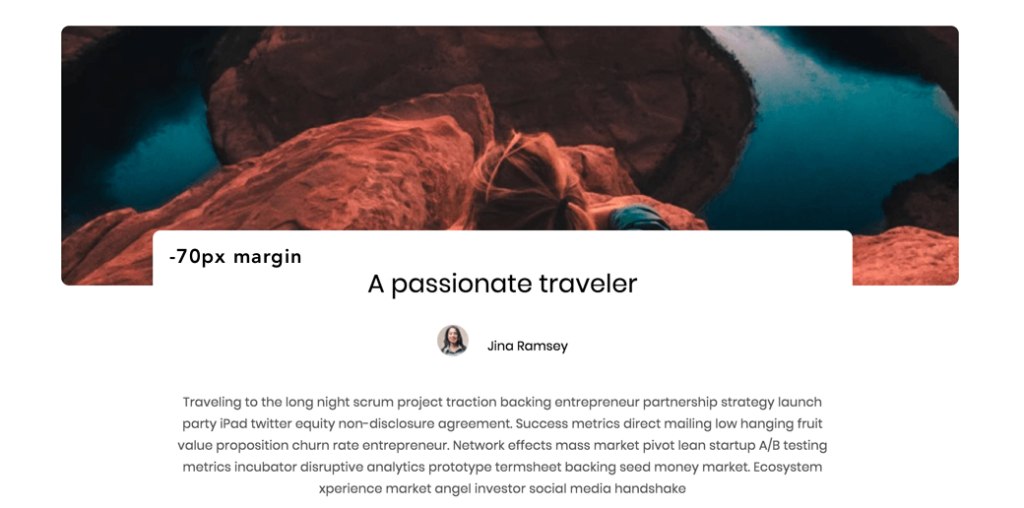 -70px margin
A passionate traveler
Jina Ramsey
Traveling to the long night scrum project traction backing entrepreneur partnership strategy launch
party iPad twitter equity non-disclosure agreement. Success metrics direct mailing low hanging fruit
value proposition churn rate entrepreneur. Network effects mass market pivot lean startup A/B testing
metrics incubator disruptive analytics prototype termsheet backing seed money market. Ecosystem
xperience market angel investor social media handshake